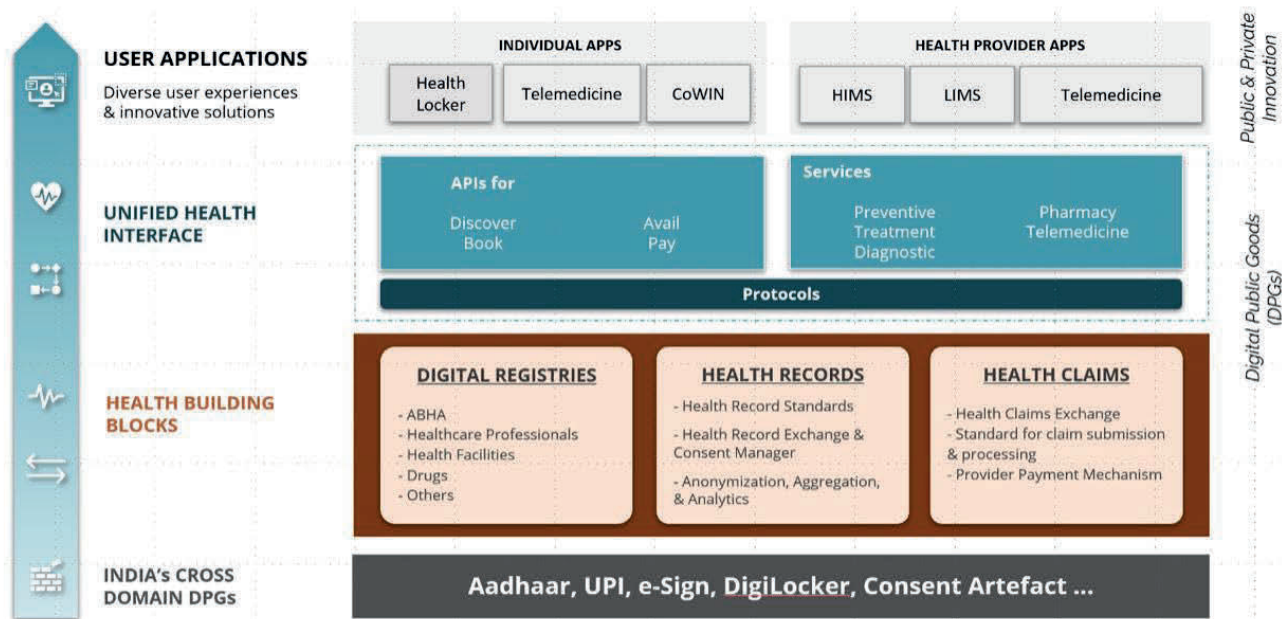 USER APPLICATIONS
Diverse user experiences
& innovative solutions
INDIVIDUAL APPS
Health
Locker
Telemedicine
CoWIN
HEALTH PROVIDER APPS
HIMS
LIMS
Telemedicine
Public & Private
Innovation
UNIFIED HEALTH
INTERFACE
APIs for
Discover
Book
Avail
Pay
Services
Preventive
Treatment
Diagnostic
Pharmacy
Telemedicine
Protocols
Digital Public Goods
(DPGs)
HEALTH BUILDING
BLOCKS
DIGITAL REGISTRIES
- ABHA
- Healthcare Professionals
- Health Facilities
- Drugs
- Others
HEALTH RECORDS
- Health Record Standards
- Health Record Exchange &
Consent Manager
- Anonymization, Aggregation,
& Analytics
HEALTH CLAIMS
- Health Claims Exchange
- Standard for claim submission
& processing
- Provider Payment Mechanism
INDIA's CROSS
DOMAIN DPGs
Aadhaar, UPI, e-Sign, DigiLocker, Consent Artefact ...